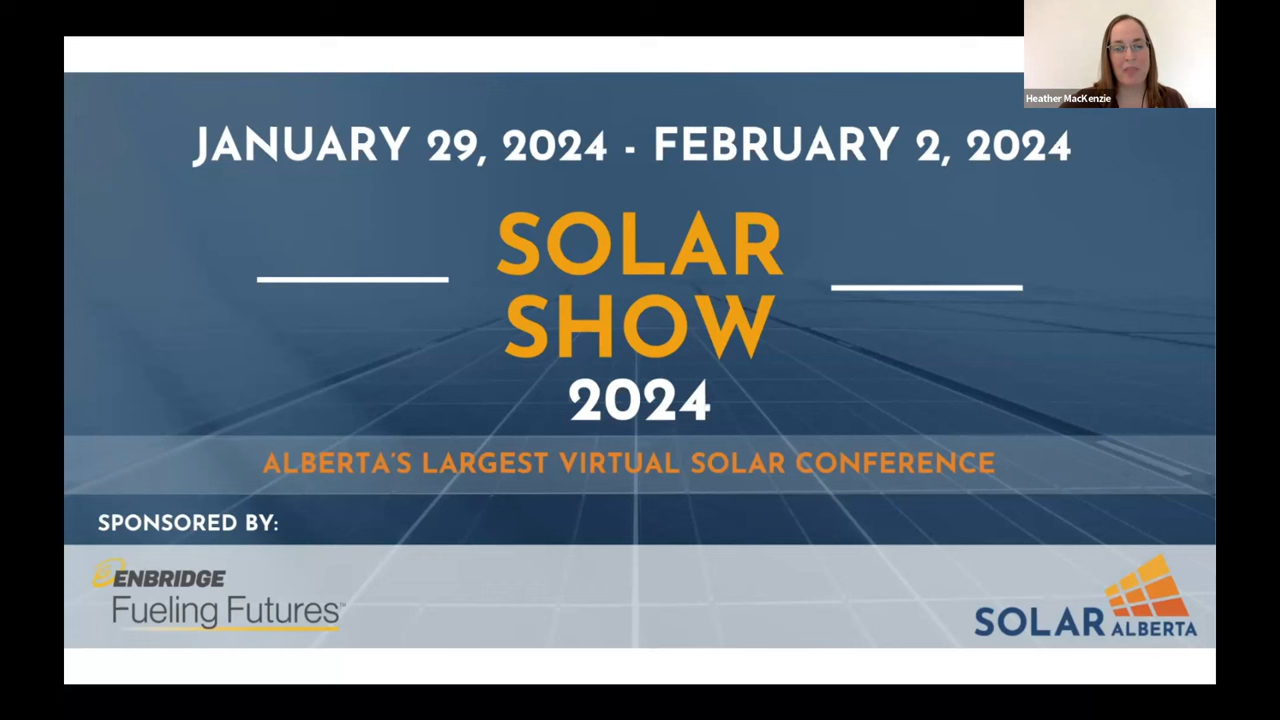 Heather MacKenzie
JANUARY 29, 2024 - FEBRUARY 2, 2024
SOLAR
SHOW
2024
ALBERTA'S LARGEST VIRTUAL SOLAR CONFERENCE
SPONSORED BY:
ENBRIDGE
Fueling Futures™
SOLAR ALBERTA